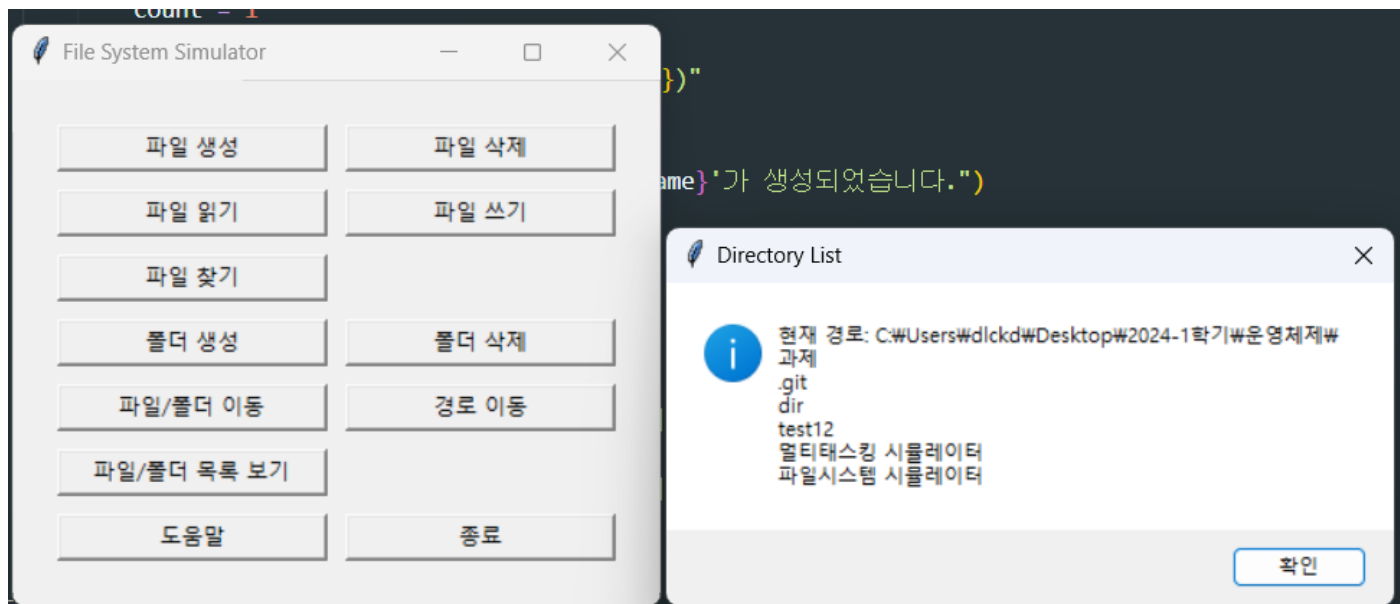 count = 1
File System Simulator
})"
파일 생성 파일 삭제
ame}'가 생성되었습니다.")
파일 읽기 파일 쓰기
파일 찾기
폴더 생성 폴더 삭제
파일/폴더 이동 경로 이동
파일/폴더 목록 보기
도움말 종료
Directory List
현재 경로: C:₩Users₩dlckd₩Desktop₩2024-1학기₩운영체제₩
과제
.git
dir
test12
멀티태스킹 시뮬레이터
파일시스템 시뮬레이터
확인